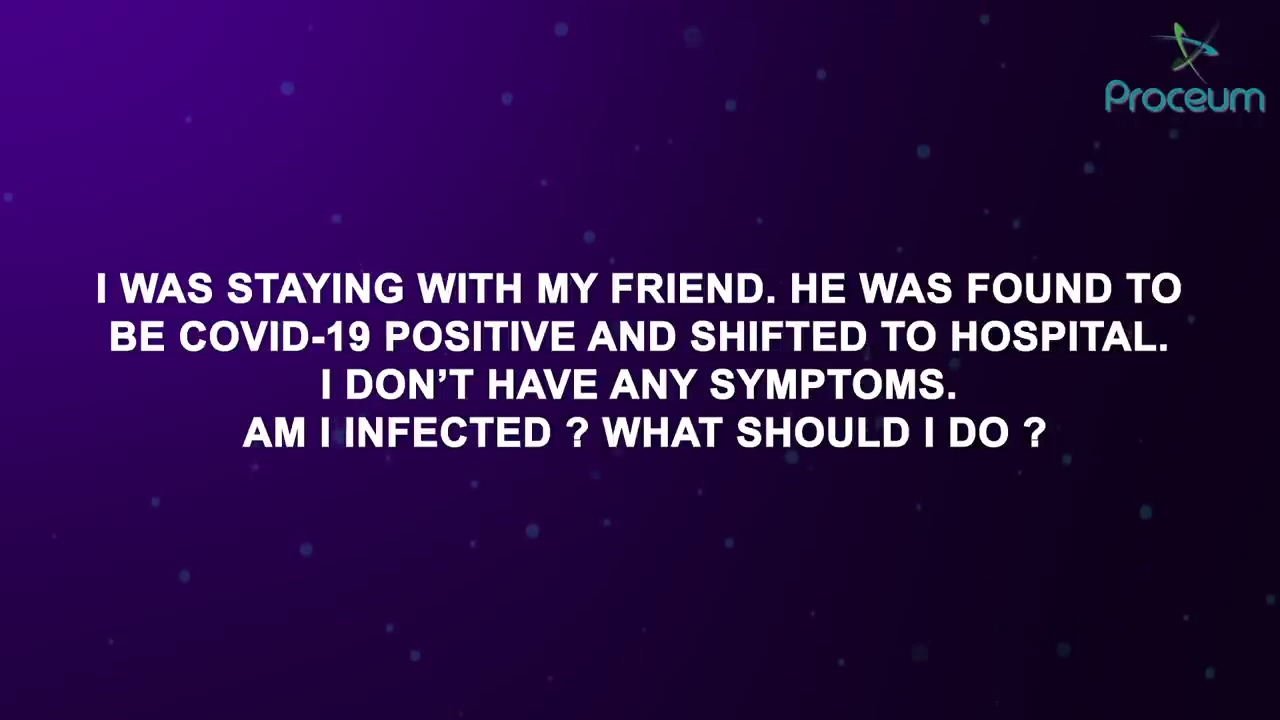 Proceum
I WAS STAYING WITH MY FRIEND. HE WAS FOUND TO
BE COVID-19 POSITIVE AND SHIFTED TO HOSPITAL.
I DON’T HAVE ANY SYMPTOMS.
AM I INFECTED ? WHAT SHOULD I DO ?